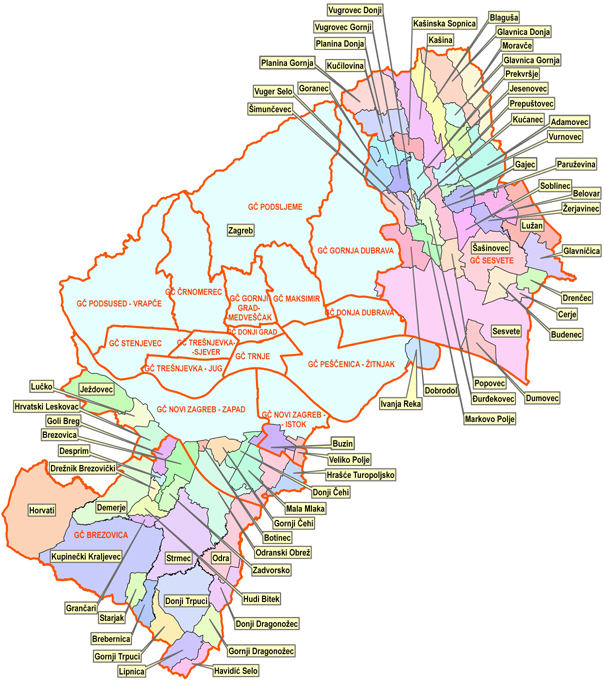 Vugrovec Donji
Vugrovec Gornji
Planina Donja
Kučilovina
Planina Gornja
Goranec
Vuger Selo
Šimunčevec
Kašinska Sopnica
Kašina
Blaguša
Glavnica Donja
Moravče
Glavnica Gornja
Prekvršje
Jesenovec
Prepuštovec
Kućanec
Adamovec
Vurnovec
Gajec
Paruževina
Soblinec
Belovar
Žerjavinec
Lužan
Šašinovec
GČ SESVETE
Glavničica
Drenčec
Cerje
Budenec
Sesvete
Dumovec
Popovec
Đurđekovec
Markovo Polje
Dobrodol
Ivanja Reka
GČ PODSLJEME
Zagreb
GČ GORNJA DUBRAVA
GČ PODSUSED - VRAPČE
GČ ČRNOMEREC
GČ GORNJI
GRAD-
MEDVEŠČAK
GČ MAKSIMIR
GČ DONJA DUBRAVA
GČ DONJI GRAD
GČ STENJEVEC
GČ TREŠNJEVKA-
-SJEVER
GČ TRNJE
GČ TREŠNJEVKA - JUG
GČ PEŠČENICA - ŽITNJAK
GČ NOVI ZAGREB - ZAPAD
GČ NOVI ZAGREB -
- ISTOK
Ježdovec
Lučko
Hrvatski Leskovac
Goli Breg
Brezovica
Desprim
Drežnik Brezovički
Buzin
Veliko Polje
Hrašće Turopoljsko
Donji Čehi
Mala Mlaka
Gornji Čehi
Botinec
Odranski Obrež
Zadvorsko
Horvati
Demerje
GČ BREZOVICA
Kupinečki Kraljevec
Strmec
Odra
Hudi Bitek
Donji Trpuci
Grančari
Starjak
Brebernica
Gornji Trpuci
Lipnica
Donji Dragonožec
Gornji Dragonožec
Havidić Selo